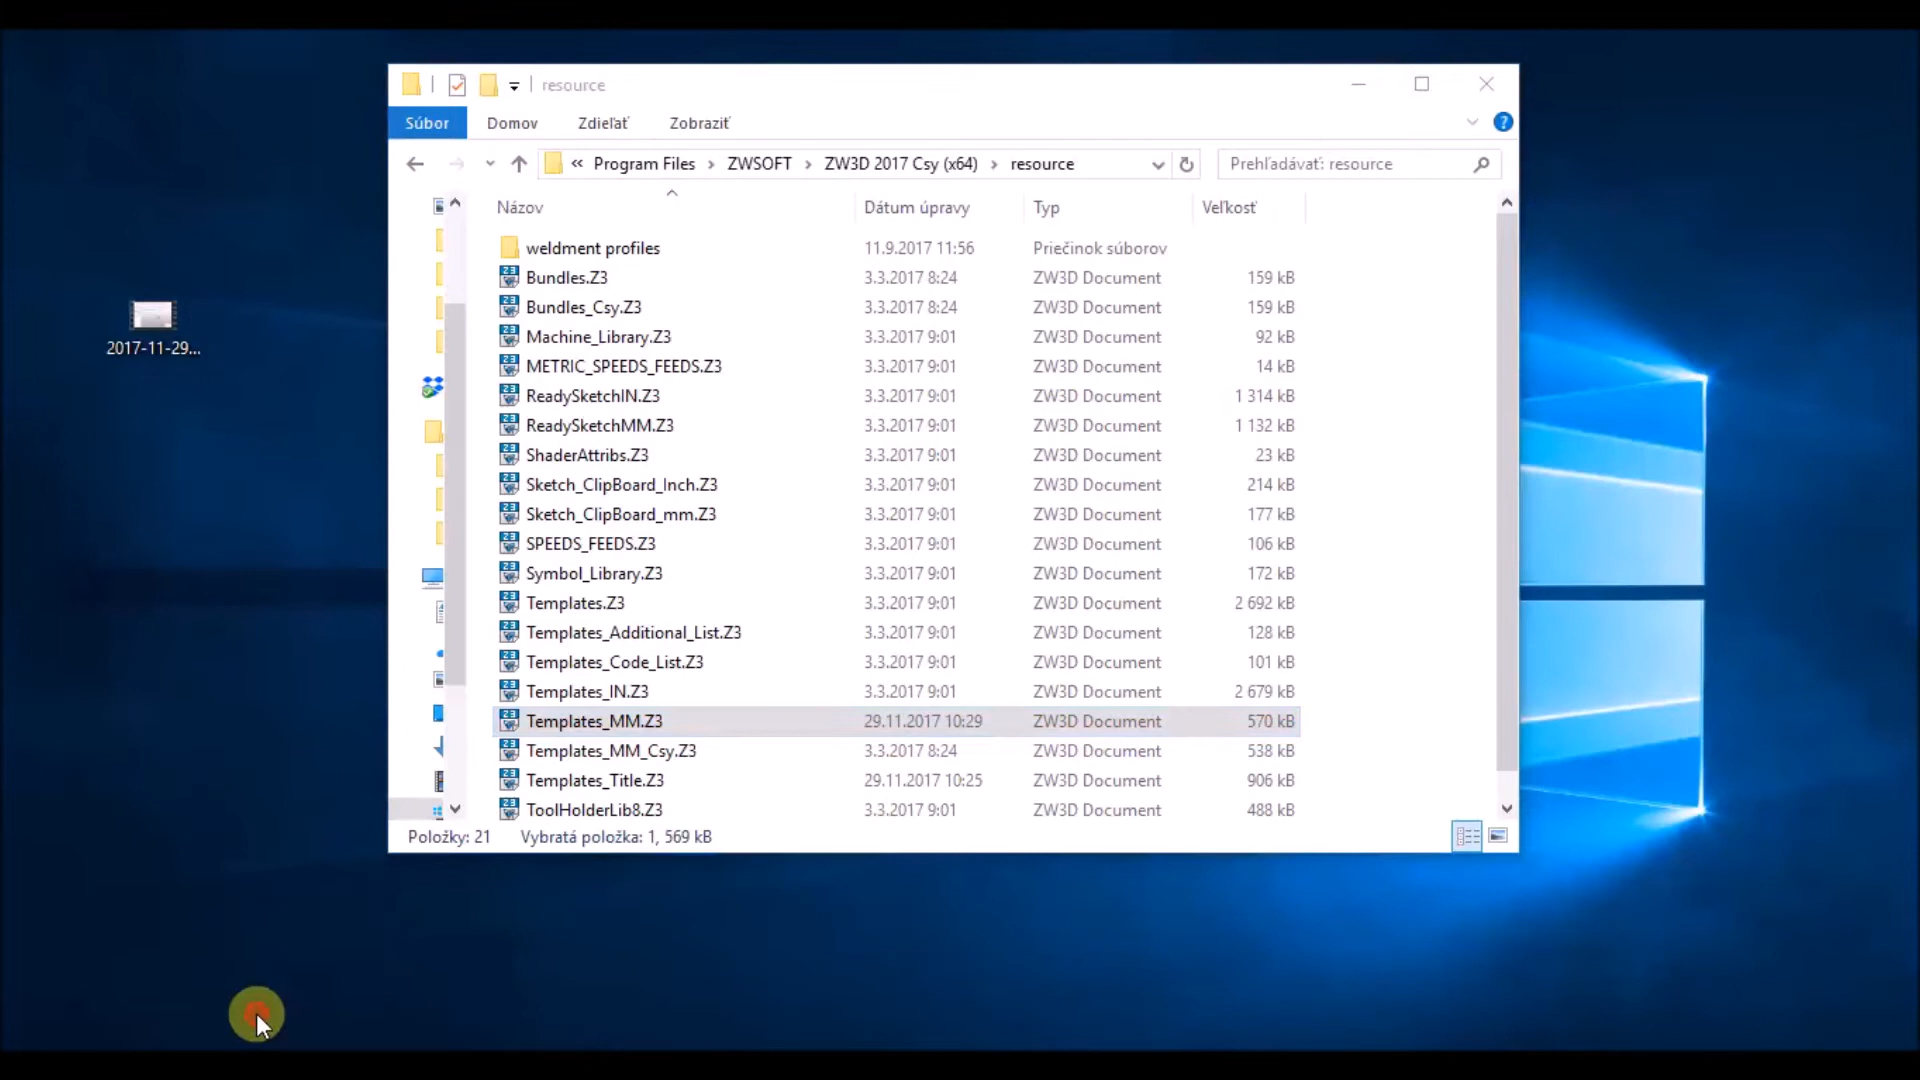 resource
Súbor Domov Zdieľať Zobraziť
« Program Files › ZWSOFT › ZW3D 2017 Csy (x64) › resource Prehľadávať: resource
Názov Dátum úpravy Typ Veľkosť
weldment profiles 11.9.2017 11:56 Priečinok súborov
Bundles.Z3 3.3.2017 8:24 ZW3D Document 159 kB
Bundles_Csy.Z3 3.3.2017 8:24 ZW3D Document 159 kB
Machine_Library.Z3 3.3.2017 9:01 ZW3D Document 92 kB
METRIC_SPEEDS_FEEDS.Z3 3.3.2017 9:01 ZW3D Document 14 kB
ReadySketchIN.Z3 3.3.2017 9:01 ZW3D Document 1 314 kB
ReadySketchMM.Z3 3.3.2017 9:01 ZW3D Document 1 132 kB
ShaderAttribs.Z3 3.3.2017 9:01 ZW3D Document 23 kB
Sketch_ClipBoard_Inch.Z3 3.3.2017 9:01 ZW3D Document 214 kB
Sketch_ClipBoard_mm.Z3 3.3.2017 9:01 ZW3D Document 177 kB
SPEEDS_FEEDS.Z3 3.3.2017 9:01 ZW3D Document 106 kB
Symbol_Library.Z3 3.3.2017 9:01 ZW3D Document 172 kB
Templates.Z3 3.3.2017 9:01 ZW3D Document 2 692 kB
Templates_Additional_List.Z3 3.3.2017 9:01 ZW3D Document 128 kB
Templates_Code_List.Z3 3.3.2017 9:01 ZW3D Document 101 kB
Templates_IN.Z3 3.3.2017 9:01 ZW3D Document 2 679 kB
Templates_MM.Z3 29.11.2017 10:29 ZW3D Document 570 kB
Templates_MM_Csy.Z3 3.3.2017 8:24 ZW3D Document 538 kB
Templates_Title.Z3 29.11.2017 10:25 ZW3D Document 906 kB
ToolHolderLib8.Z3 3.3.2017 9:01 ZW3D Document 488 kB
Položky: 21 Vybratá položka: 1, 569 kB
2017-11-29...